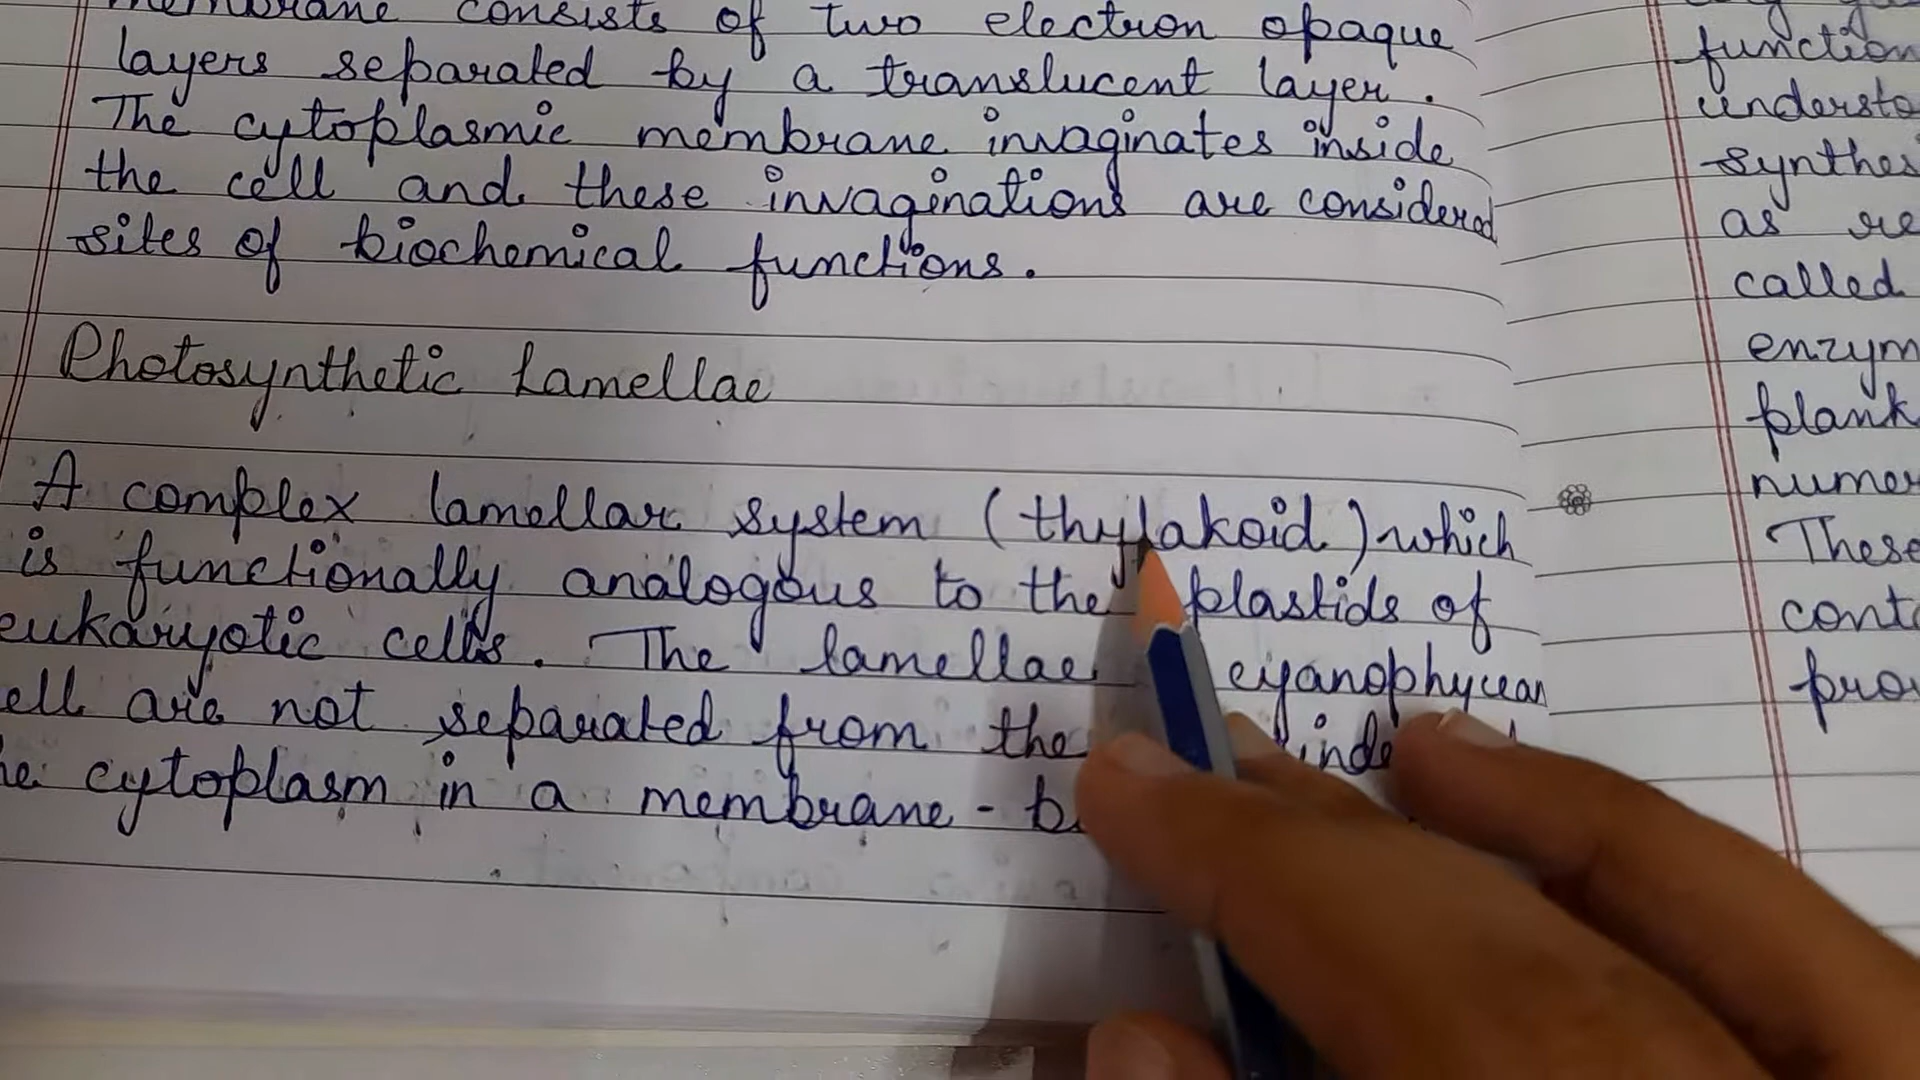 membrane consists of two electron opaque
layers separated by a translucent layer.
The cytoplasmic membrane invaginates inside
the cell and these invaginations are considered
sites of biochemical functions.
Photosynthetic Lamellae
A complex lamellar system (thylakoid) which
is functionally analogous to the plastids of
eukaryotic cells. The lamellae cyanophycean
ell are not separated from the
cytoplasm in a membrane-
function
understo
synthes
as re
called
enzym
plank
numer
These
conta
pro